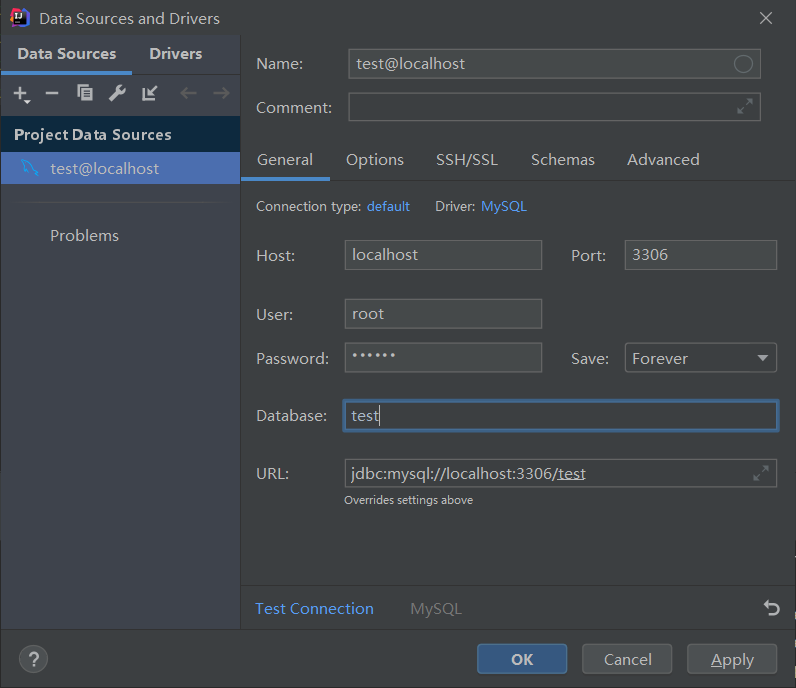 Data Sources and Drivers
Data Sources Drivers
Project Data Sources
test@localhost
Problems
Name: test@localhost
Comment:
General Options SSH/SSL Schemas Advanced
Connection type: default Driver: MySQL
Host: localhost Port: 3306
User: root
Password: •••••• Save: Forever
Database: test
URL: jdbc:mysql://localhost:3306/test
Overrides settings above
Test Connection MySQL
? OK Cancel Apply